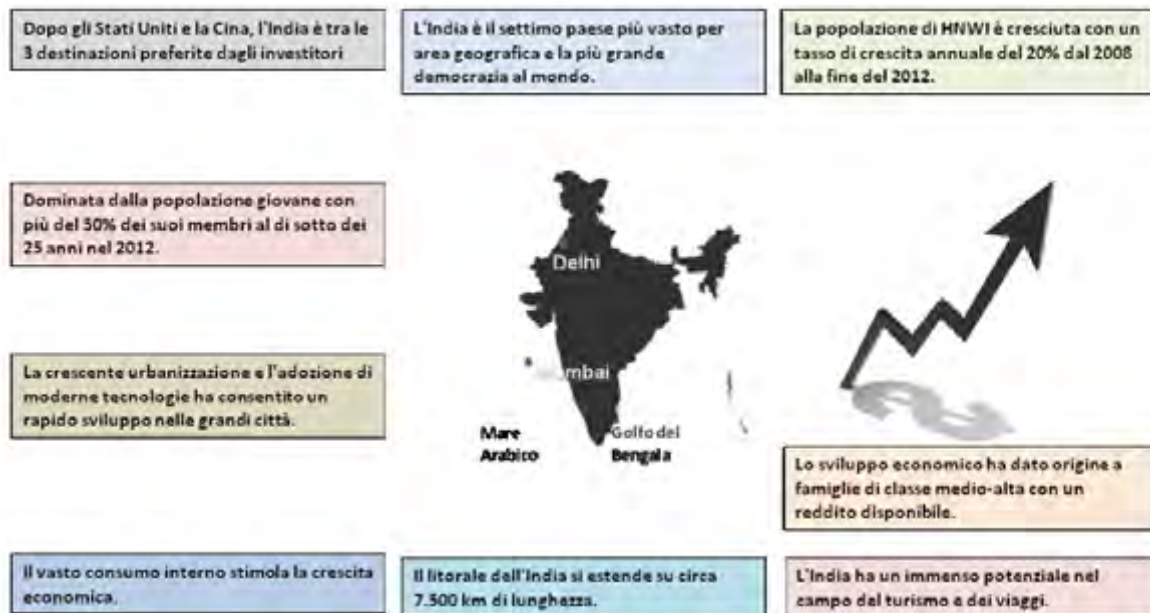 Dopo gli Stati Uniti e la Cina, l'India è tra le
3 destinazioni preferite dagli investitori
L'India è il settimo paese più vasto per
area geografica e la più grande
democrazia al mondo.
La popolazione di HNWI è cresciuta con un
tasso di crescita annuale del 20% dal 2008
alla fine del 2012.
Dominata dalla popolazione giovane con
più del 50% dei suoi membri al di sotto dei
25 anni nel 2012.
Delhi
La crescente urbanizzazione e l'adozione di
moderne tecnologie ha consentito un
rapido sviluppo nelle grandi città.
Mumbai
Mare
Arabico
Golfo del
Bengala
Lo sviluppo economico ha dato origine a
famiglie di classe medio-alta con un
reddito disponibile.
Il vasto consumo interno stimola la crescita
economica.
Il litorale dell'India si estende su circa
7.500 km di lunghezza.
L'India ha un immenso potenziale nel
campo del turismo e dei viaggi.